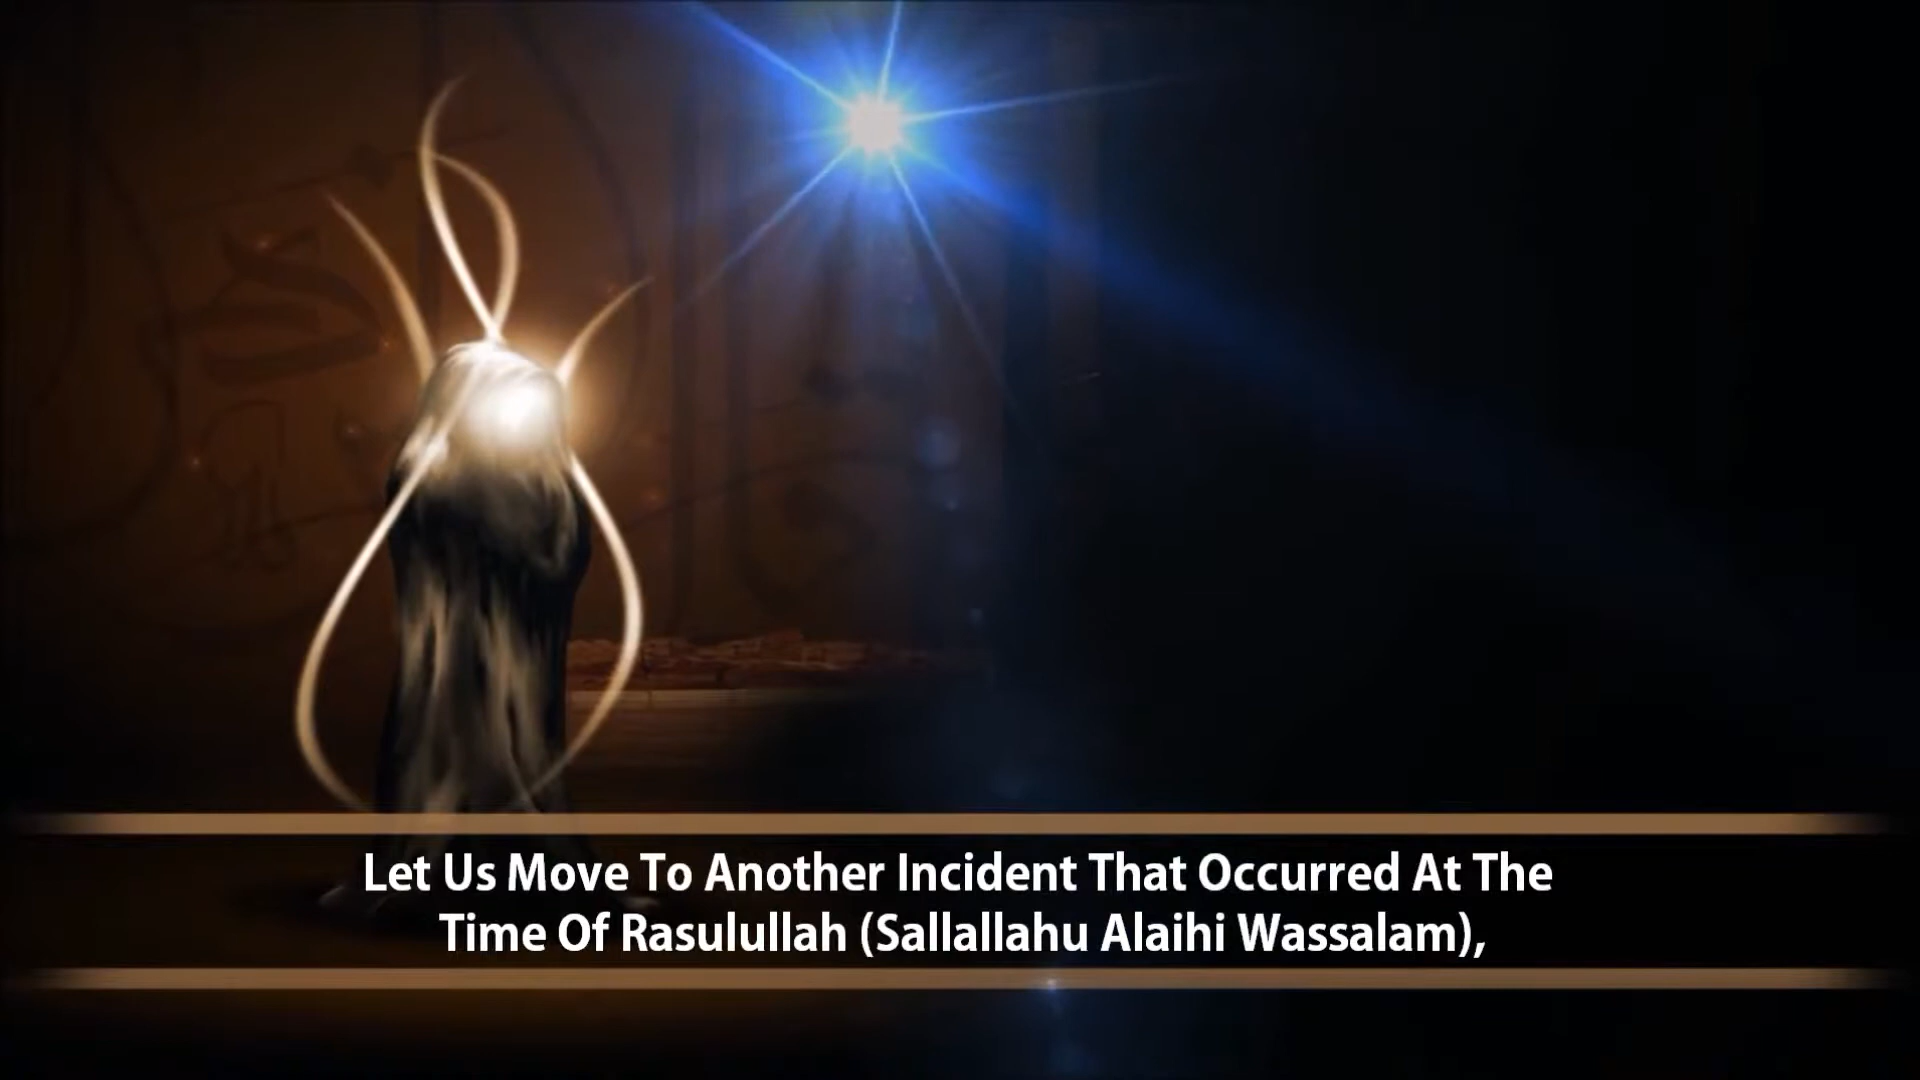 Let Us Move To Another Incident That Occurred At The
Time Of Rasulullah (Sallallahu Alaihi Wassalam),